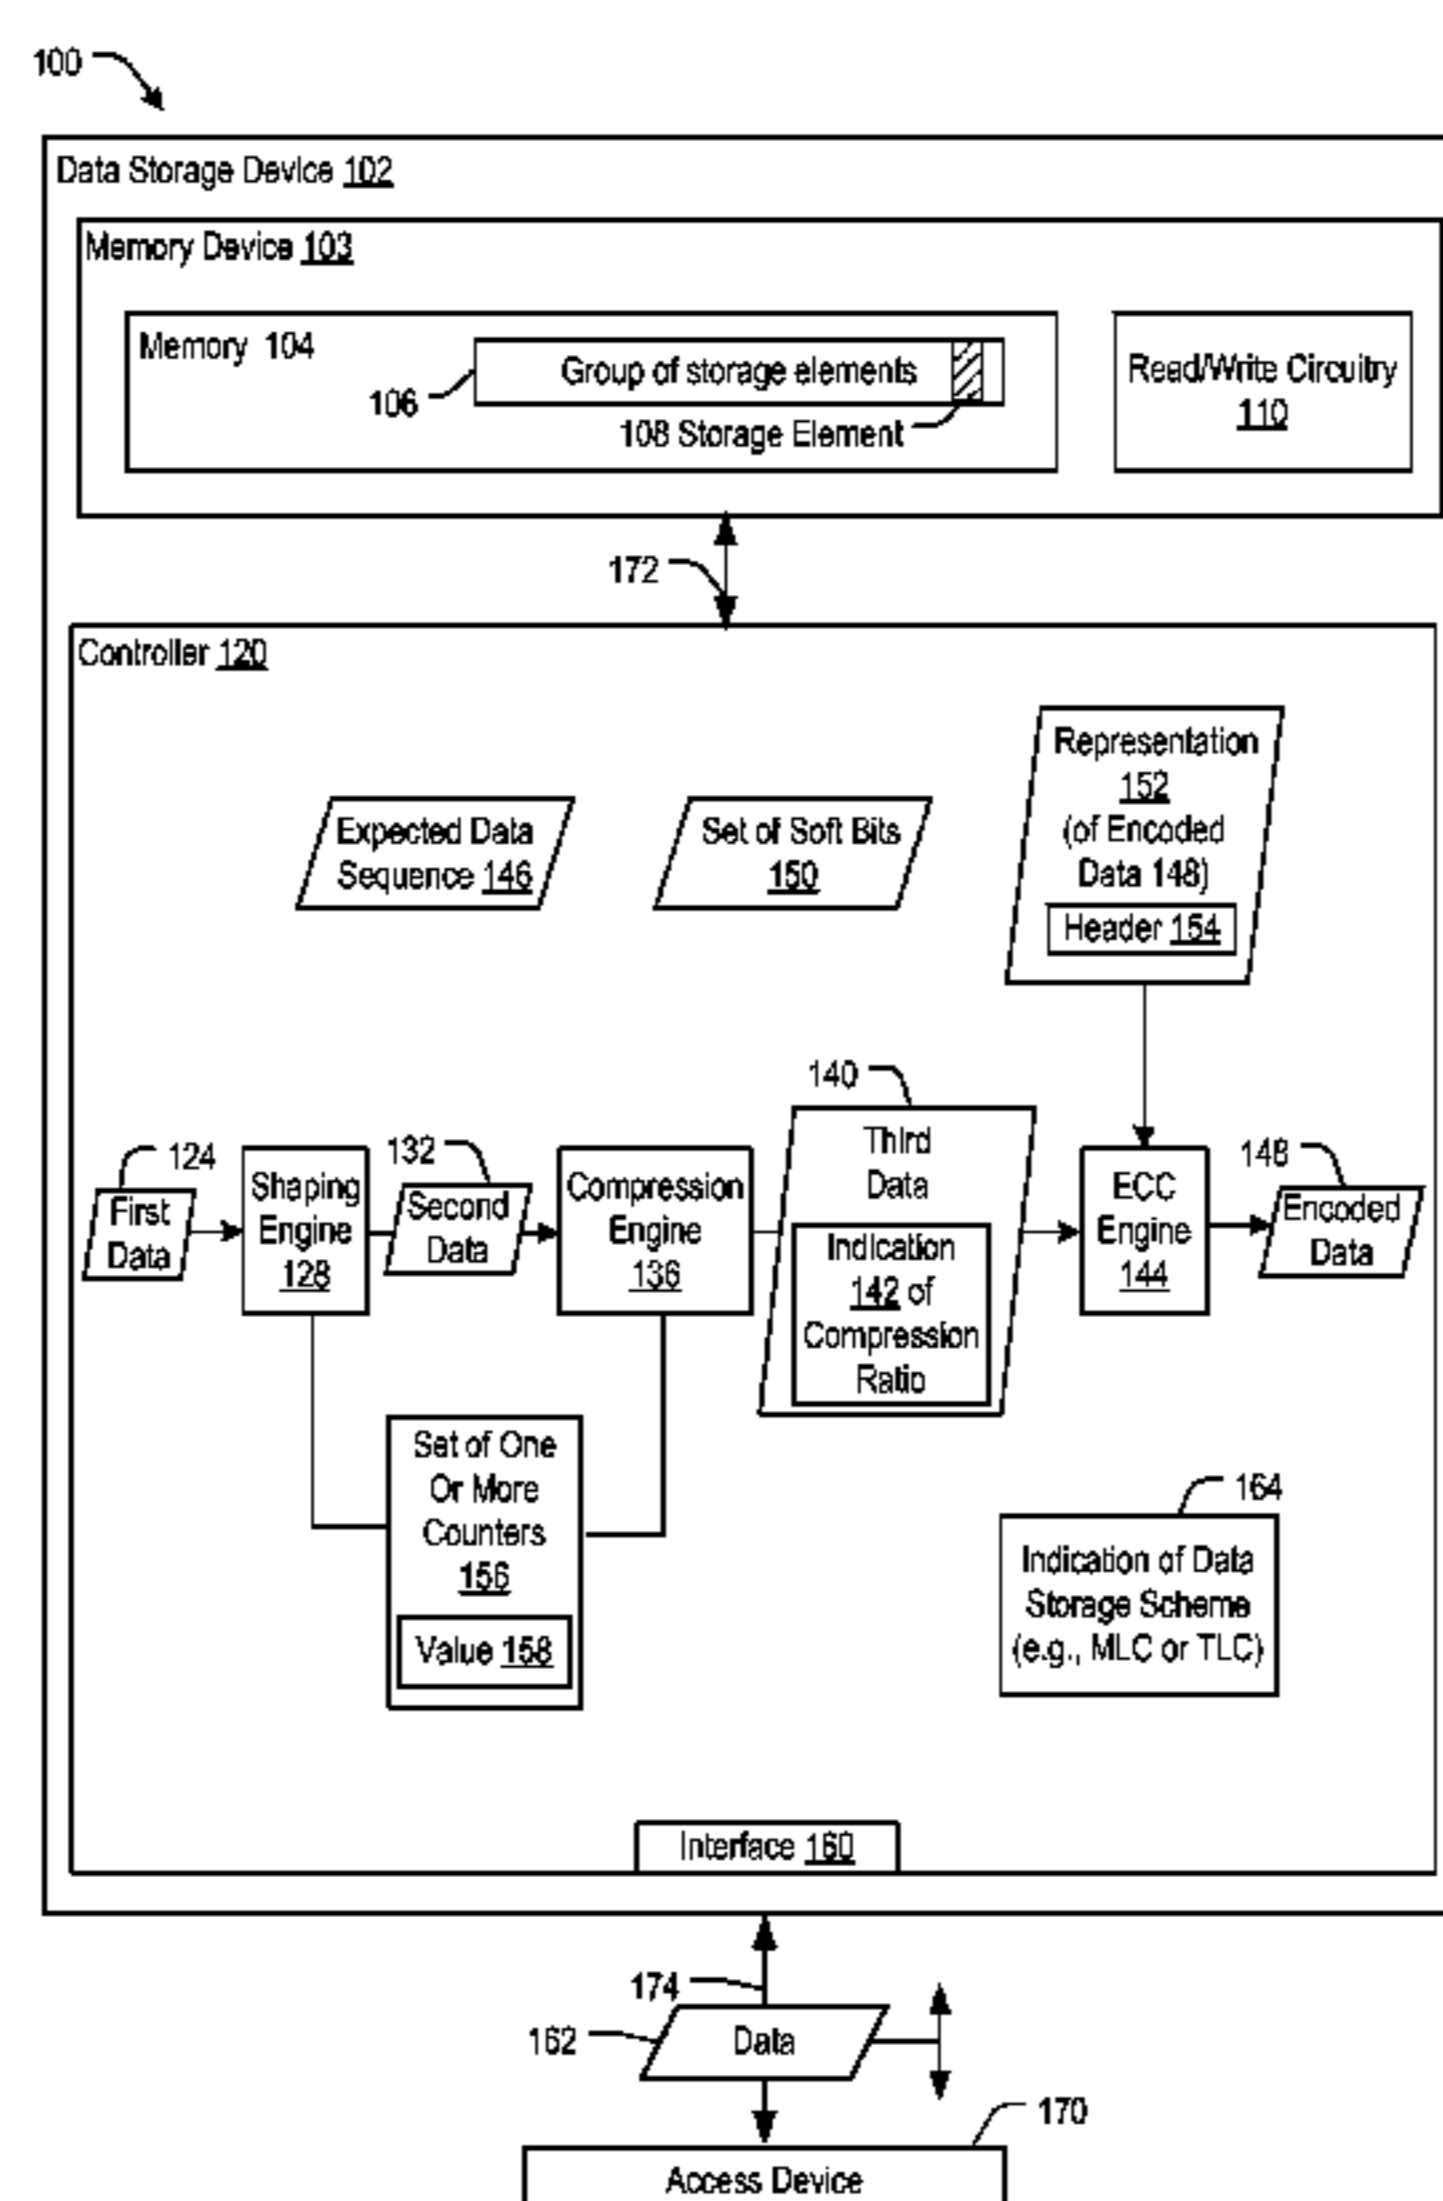 100
Data Storage Device 102
Memory Device 103
Memory 104
Group of storage elements
106
108 Storage Element
Read/Write Circuitry
110
172
Controller 120
Representation
152
(of Encoded
Data 148)
Header 154
Expected Data
Sequence 146
Set of Soft Bits
150
140
124
First
Data
Shaping
Engine
128
132
Second
Data
Compression
Engine
136
Third
Data
Indication
142 of
Compression
Ratio
ECC
Engine
144
148
Encoded
Data
Set of One
Or More
Counters
156
Value 158
164
Indication of Data
Storage Scheme
(e.g., MLC or TLC)
Interface 160
174
162
Data
170
Access Device